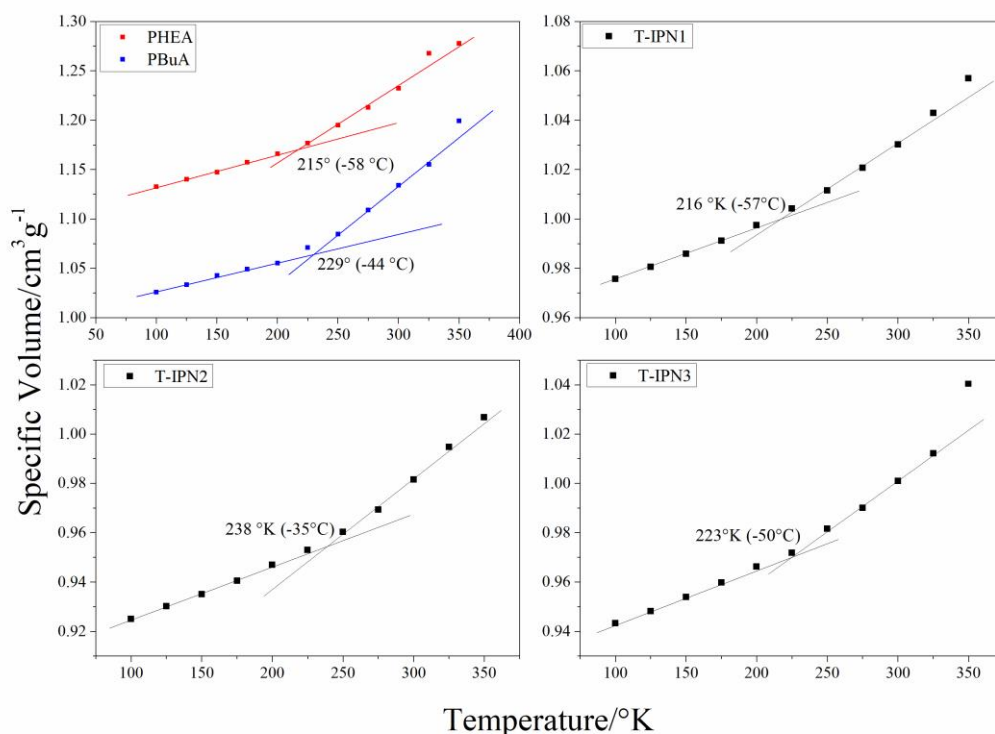 Specific Volume/cm³g⁻¹
1.30
1.25
1.20
1.15
1.10
1.05
1.00
PHEA
PBuA
215° (-58 °C)
229° (-44 °C)
50 100 150 200 250 300 350 400
1.08
1.06
1.04
1.02
1.00
0.98
0.96
T-IPN1
216 °K (-57°C)
100 150 200 250 300 350
1.02
1.00
0.98
0.96
0.94
0.92
T-IPN2
238 °K (-35°C)
100 150 200 250 300 350
1.04
1.02
1.00
0.98
0.96
0.94
T-IPN3
223°K (-50°C)
100 150 200 250 300 350
Temperature/°K